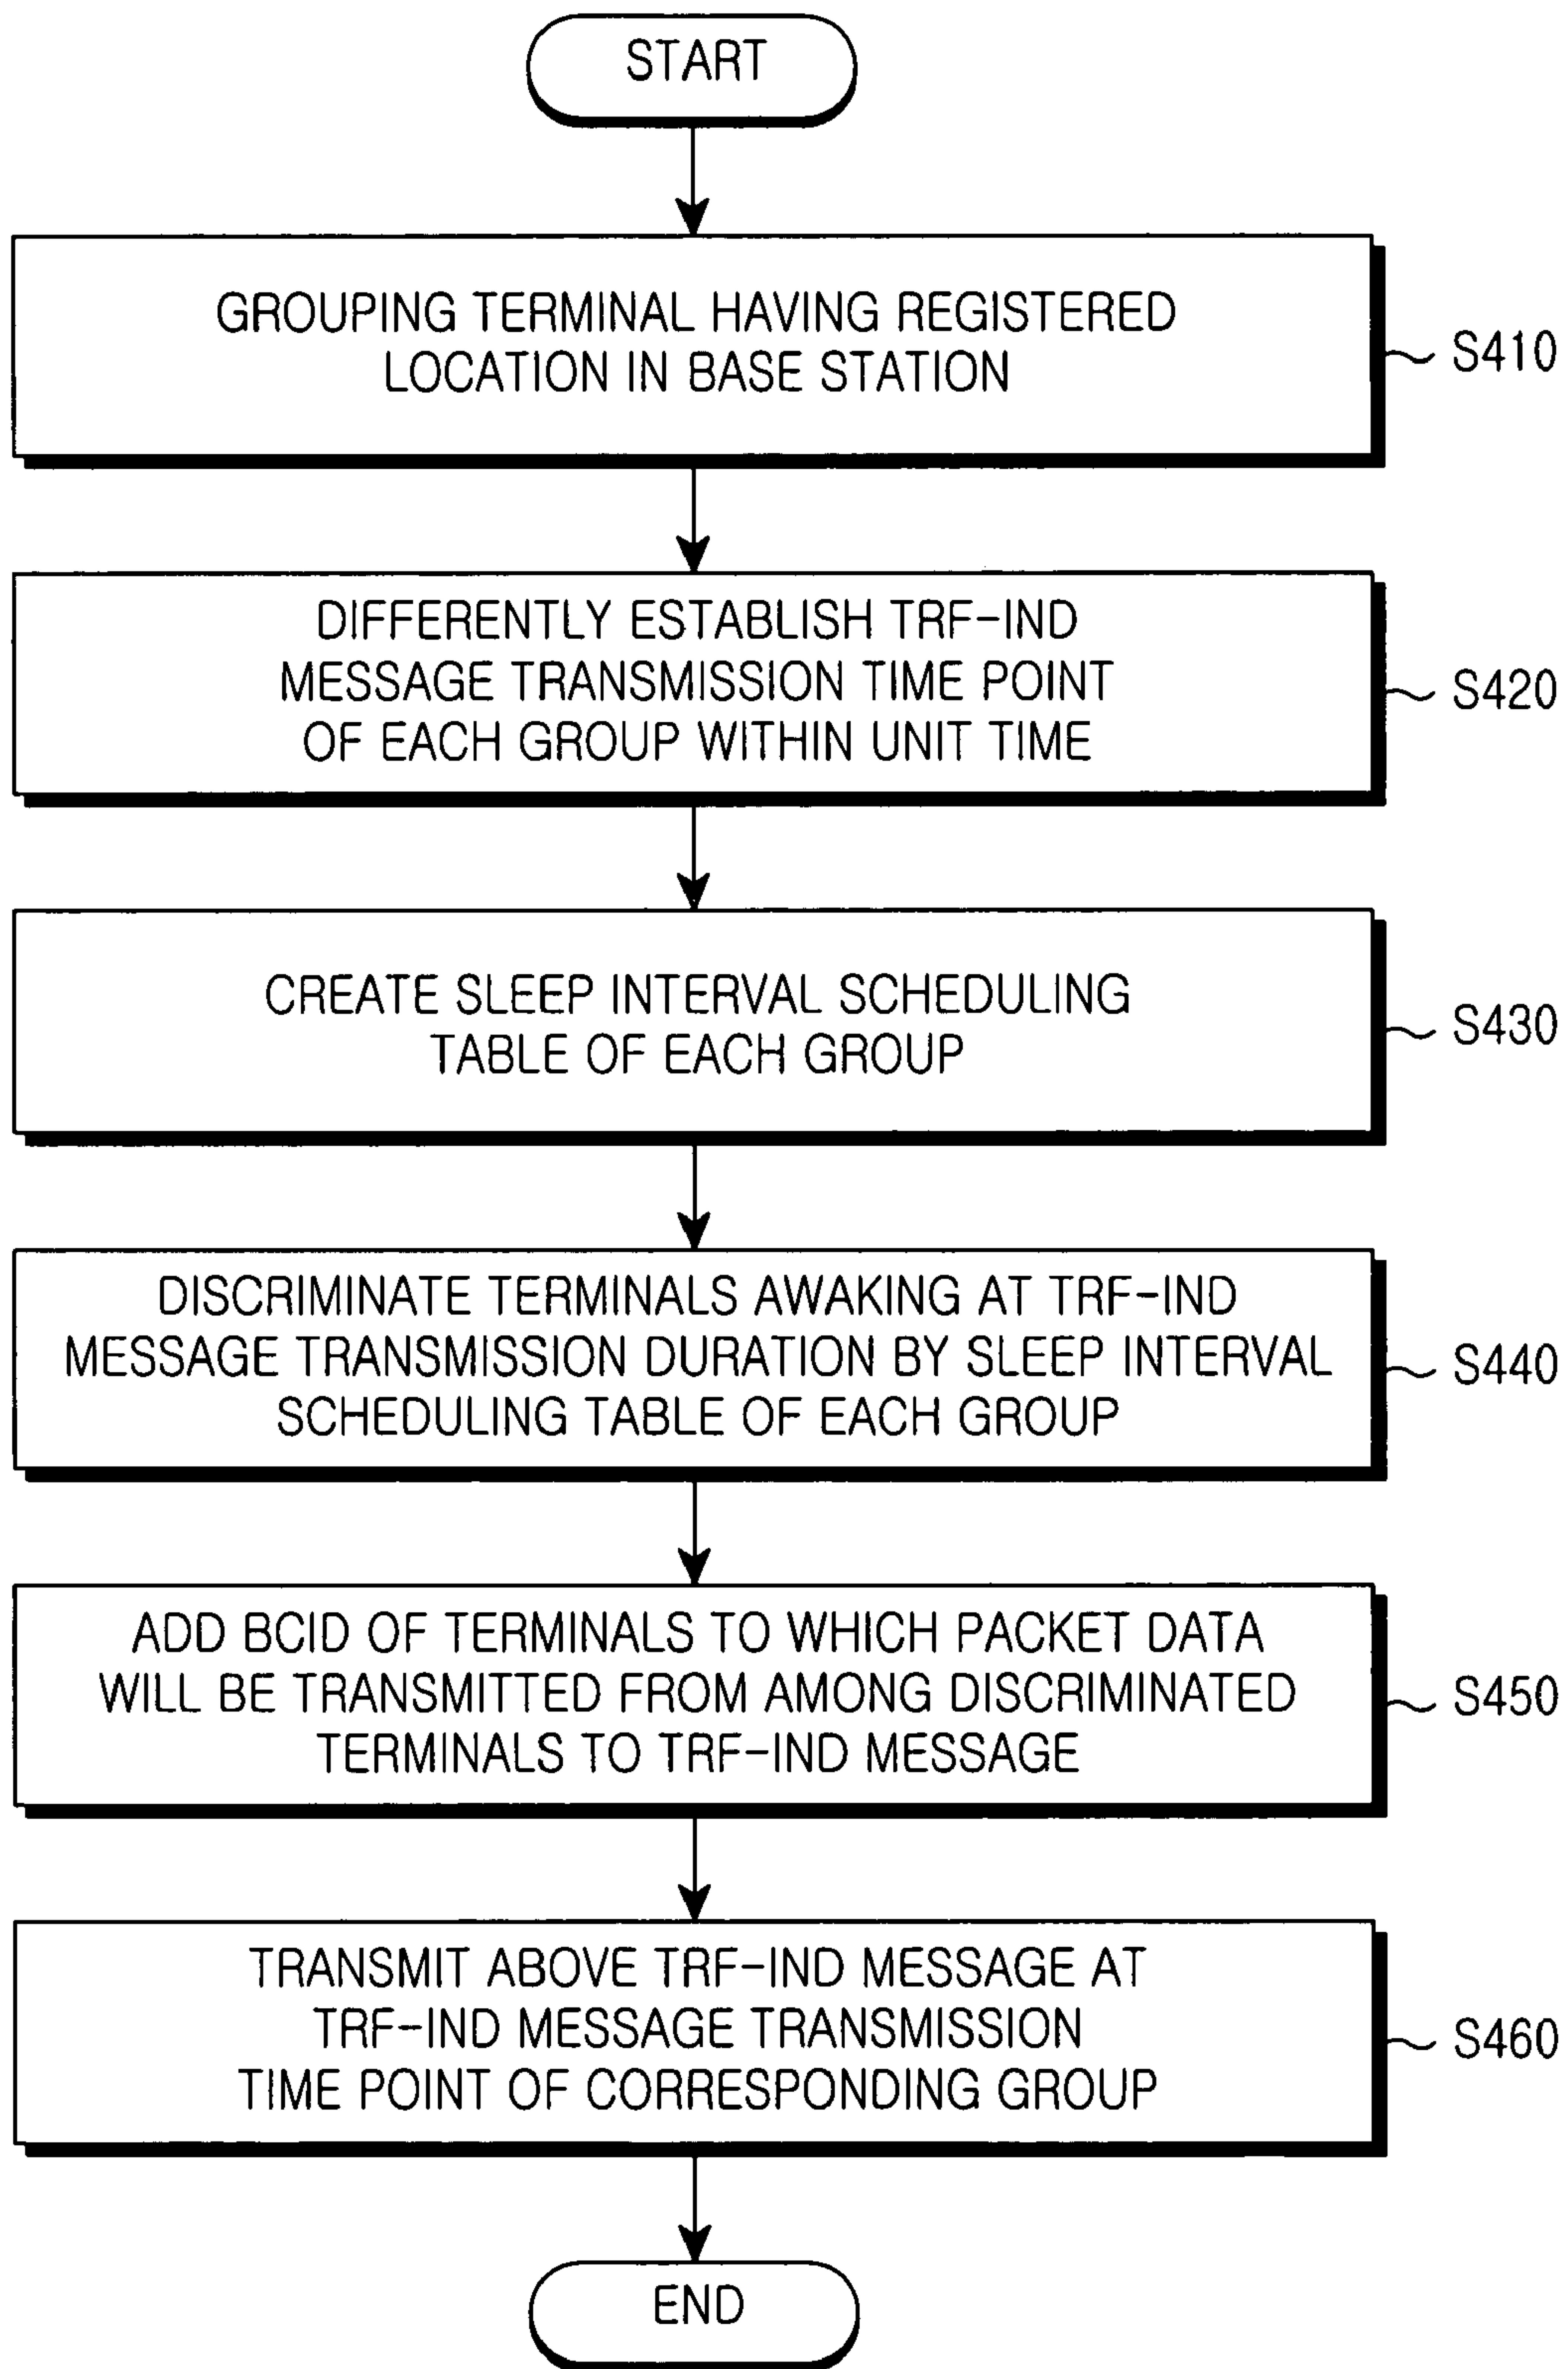 START
GROUPING TERMINAL HAVING REGISTERED
LOCATION IN BASE STATION
S410
DIFFERENTLY ESTABLISH TRF-IND
MESSAGE TRANSMISSION TIME POINT
OF EACH GROUP WITHIN UNIT TIME
S420
CREATE SLEEP INTERVAL SCHEDULING
TABLE OF EACH GROUP
S430
DISCRIMINATE TERMINALS AWAKING AT TRF-IND
MESSAGE TRANSMISSION DURATION BY SLEEP INTERVAL
SCHEDULING TABLE OF EACH GROUP
S440
ADD BCID OF TERMINALS TO WHICH PACKET DATA
WILL BE TRANSMITTED FROM AMONG DISCRIMINATED
TERMINALS TO TRF-IND MESSAGE
S450
TRANSMIT ABOVE TRF-IND MESSAGE AT
TRF-IND MESSAGE TRANSMISSION
TIME POINT OF CORRESPONDING GROUP
S460
END